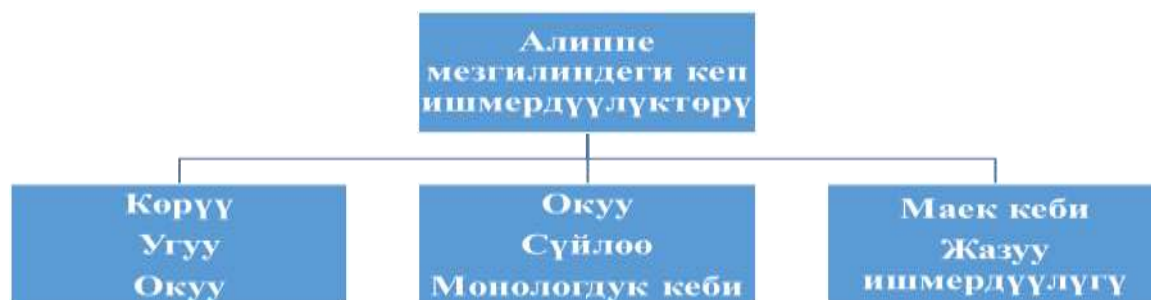 Алиппе
мезгилиндеги кеп
ишмердүүлүктөрү
Көрүү
Угуу
Окуу
Окуу
Сүйлөө
Монологдук кеби
Маек кеби
Жазуу
ишмердүүлүгү